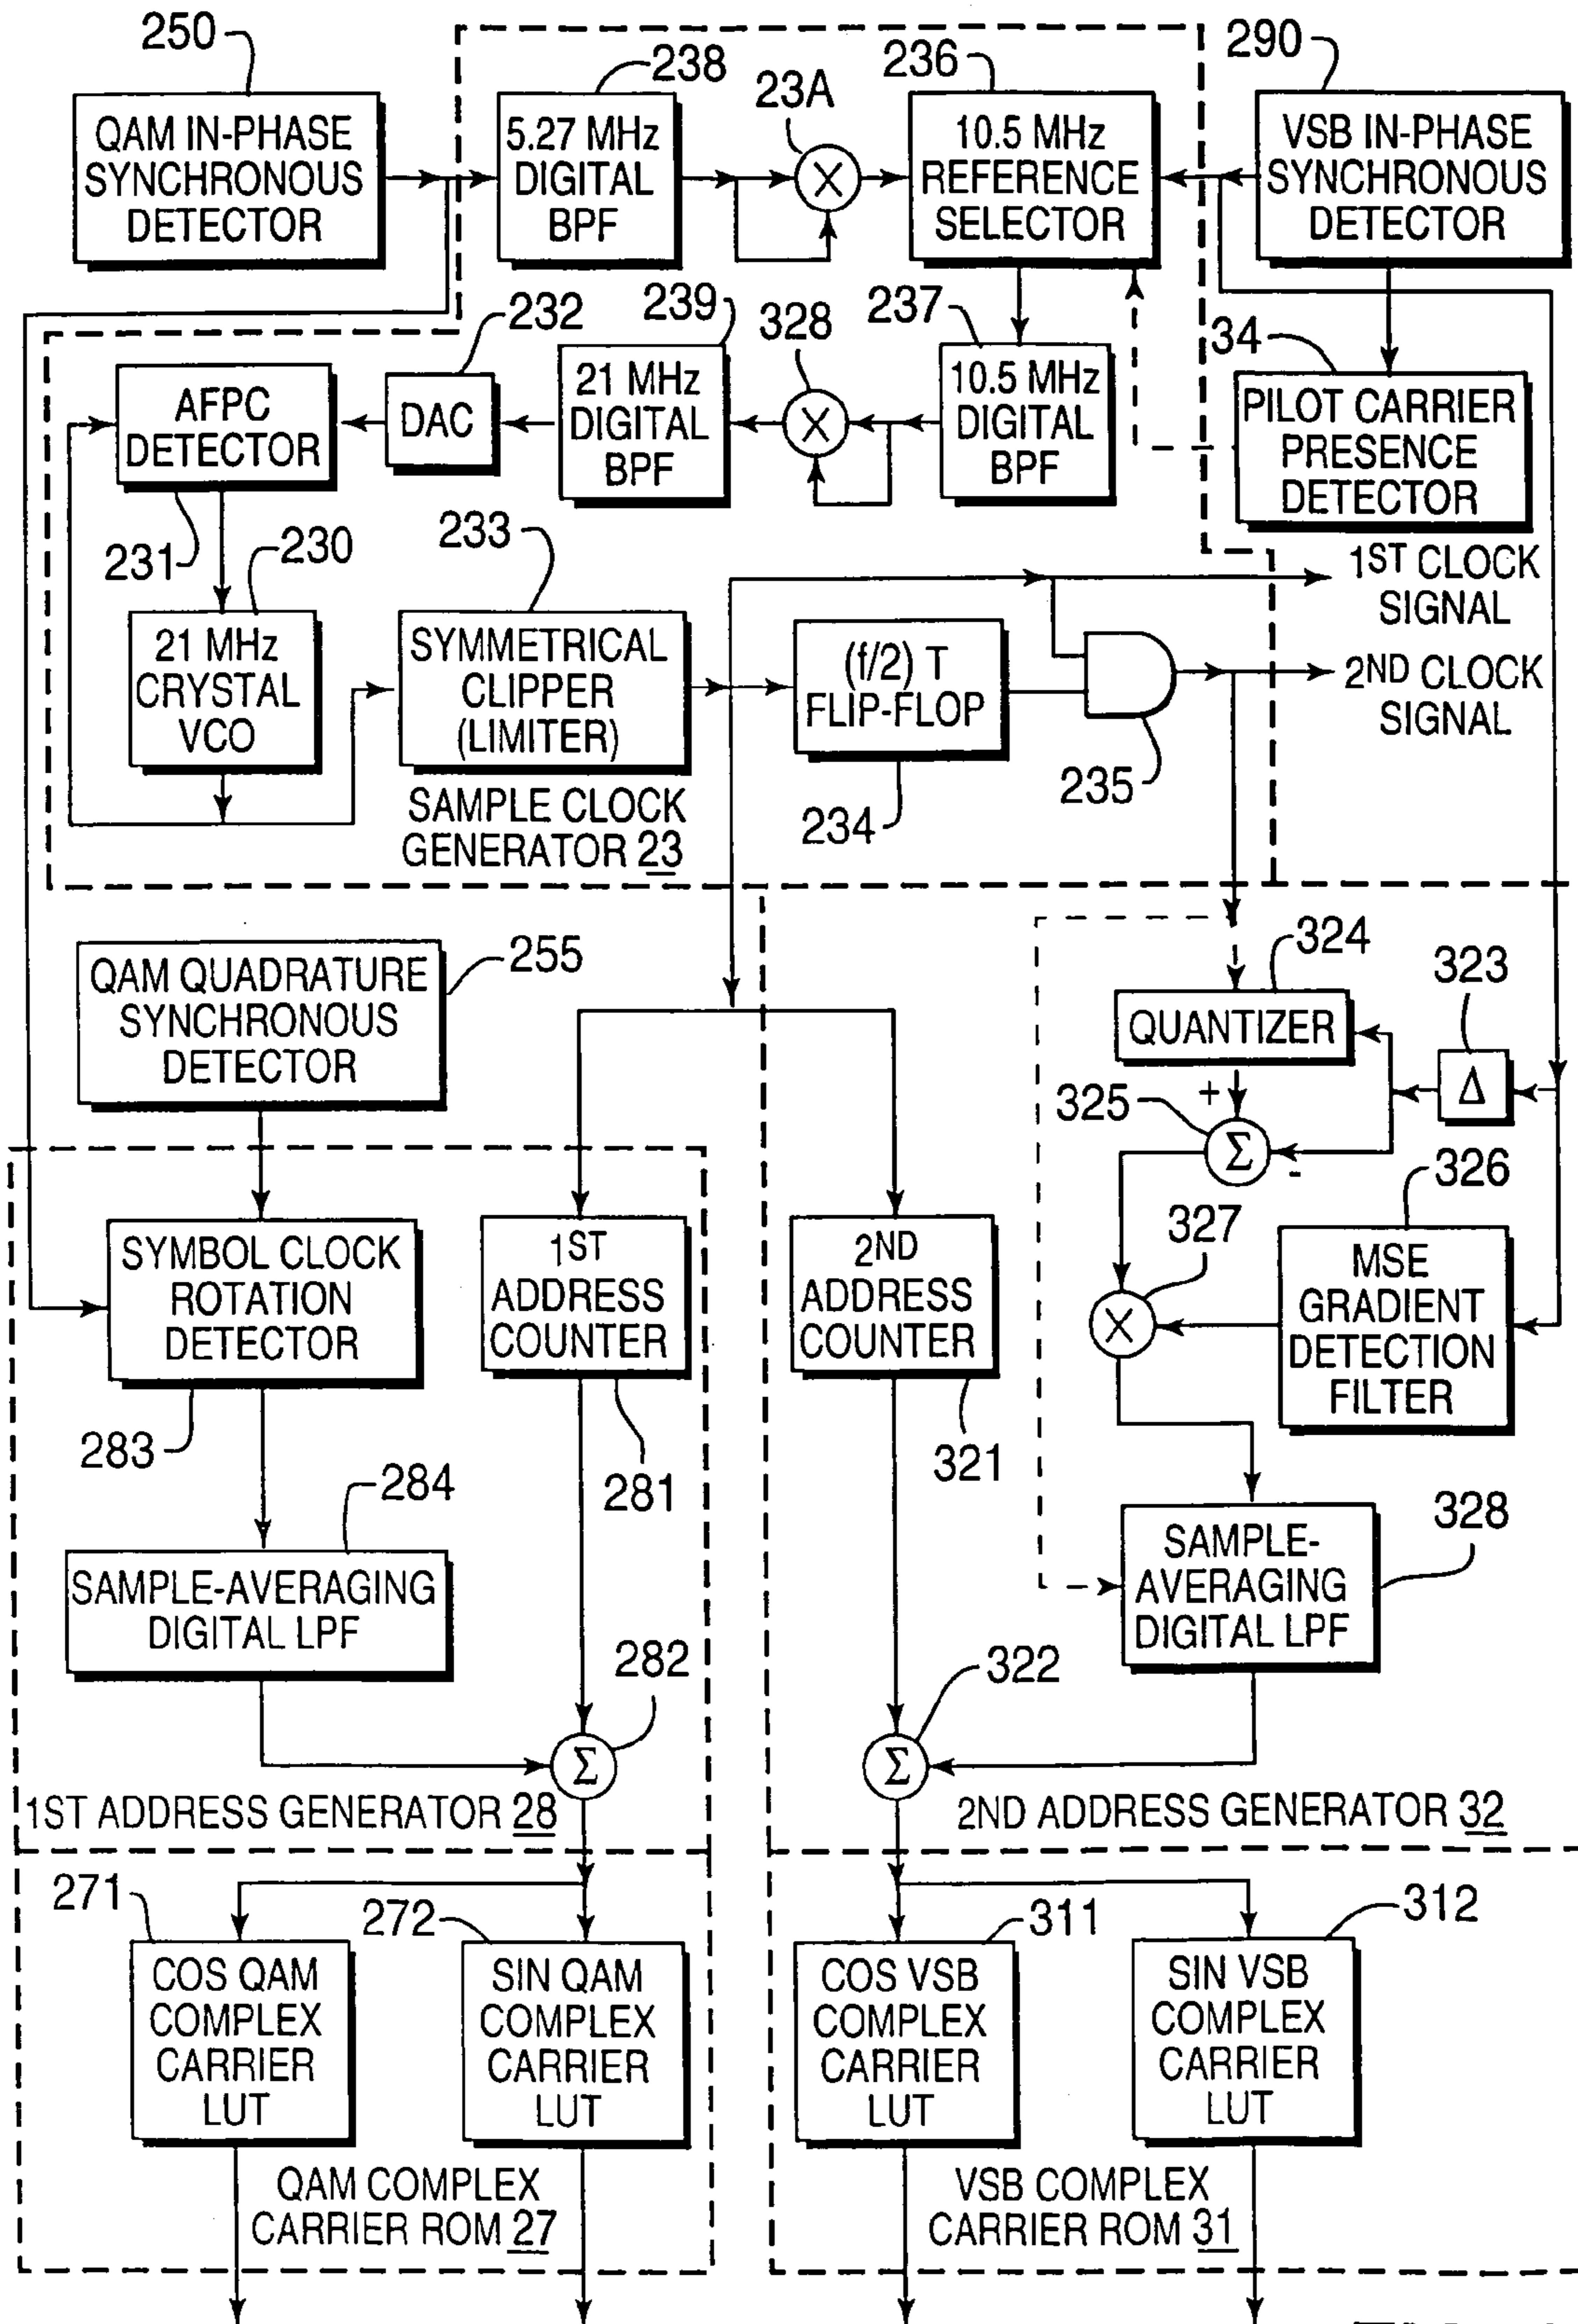 250
238
23A
236
290
QAM IN-PHASE
SYNCHRONOUS
DETECTOR
5.27 MHz
DIGITAL
BPF
X
10.5 MHz
REFERENCE
SELECTOR
VSB IN-PHASE
SYNCHRONOUS
DETECTOR
232
239
328
237
34
AFPC
DETECTOR
DAC
21 MHz
DIGITAL
BPF
X
10.5 MHz
DIGITAL
BPF
PILOT CARRIER
PRESENCE
DETECTOR
231
230
233
1ST CLOCK
SIGNAL
21 MHz
CRYSTAL
VCO
SYMMETRICAL
CLIPPER
(LIMITER)
(f/2) T
FLIP-FLOP
2ND CLOCK
SIGNAL
234
235
SAMPLE CLOCK
GENERATOR 23
255
324
323
QAM QUADRATURE
SYNCHRONOUS
DETECTOR
QUANTIZER
Δ
+
325
Σ
-
326
327
SYMBOL CLOCK
ROTATION
DETECTOR
1ST
ADDRESS
COUNTER
2ND
ADDRESS
COUNTER
X
MSE
GRADIENT
DETECTION
FILTER
283
281
321
284
328
SAMPLE-AVERAGING
DIGITAL LPF
SAMPLE-
AVERAGING
DIGITAL LPF
282
322
Σ
Σ
1ST ADDRESS GENERATOR 28
2ND ADDRESS GENERATOR 32
271
272
311
312
COS QAM
COMPLEX
CARRIER
LUT
SIN QAM
COMPLEX
CARRIER
LUT
COS VSB
COMPLEX
CARRIER
LUT
SIN VSB
COMPLEX
CARRIER
LUT
QAM COMPLEX
CARRIER ROM 27
VSB COMPLEX
CARRIER ROM 31